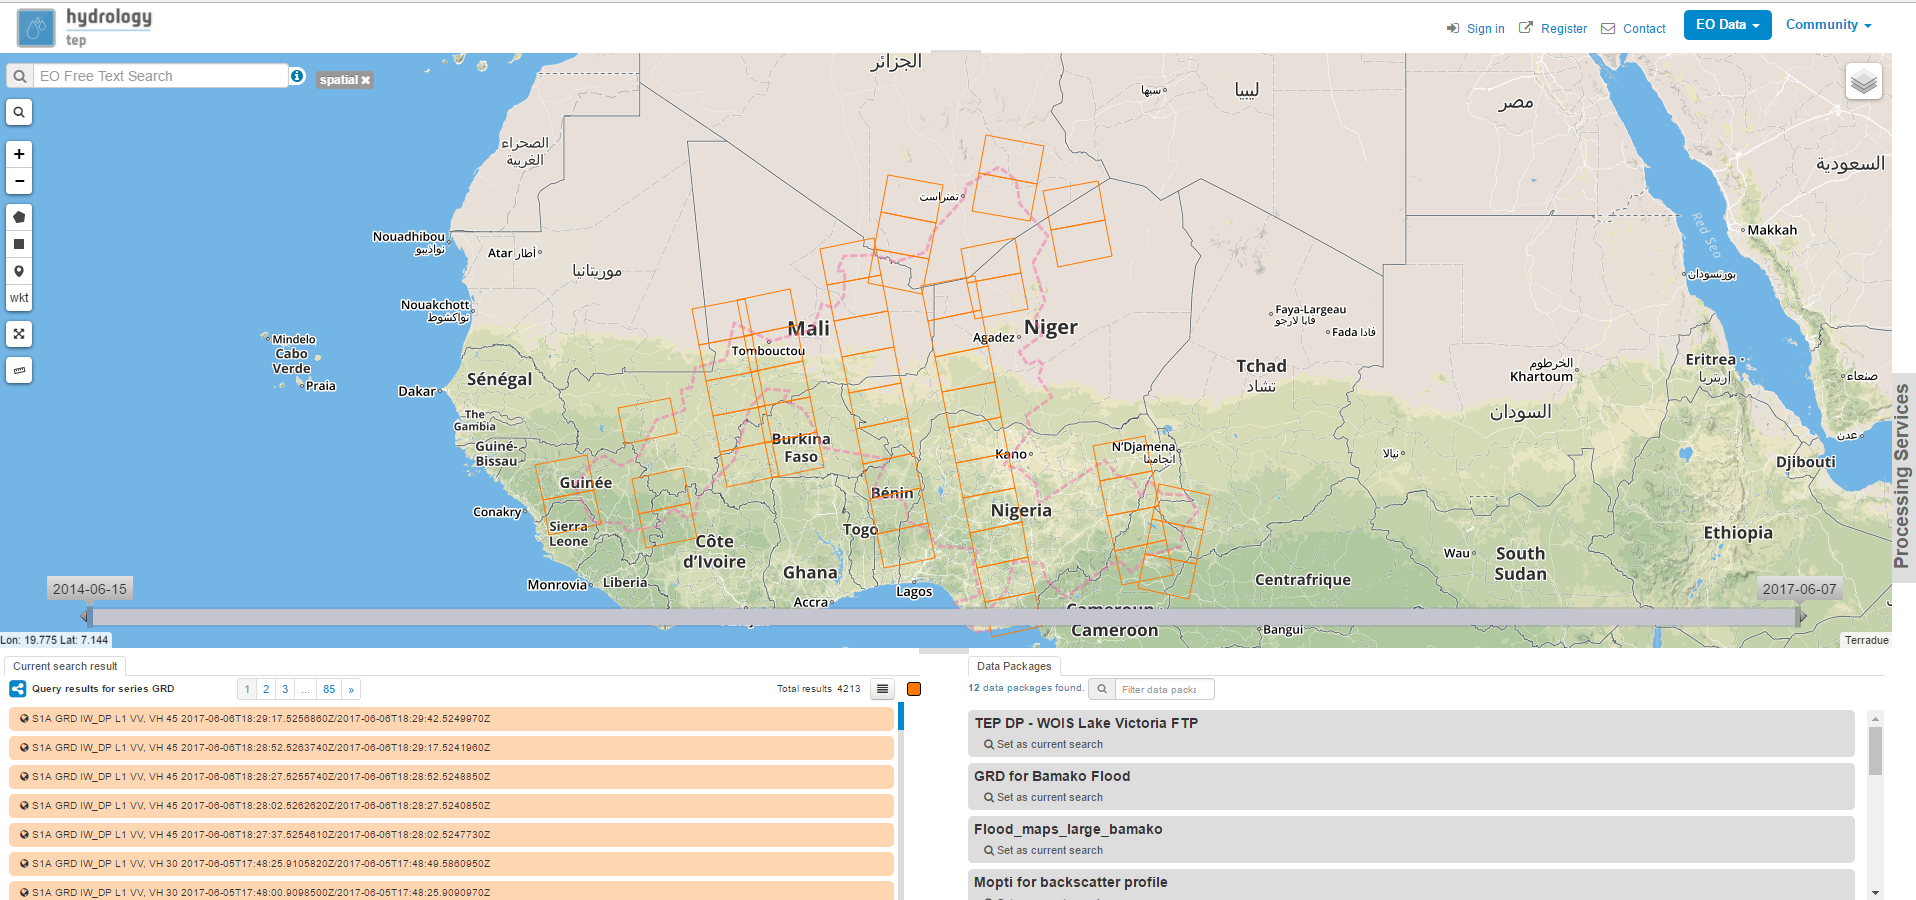 hydrology
tep
Sign in
Register
Contact
EO Data
Community
EO Free Text Search
spatial ✖
+
−
wkt
الجزائر
سبها
ليبيا
مصر
السعودية
الصحراء
الغربية
تمنراست
Red Sea
Makkah
Nouadhibou
نواذيبو
Atar أطار
موريتانيا
بورتسودان
Nouakchott
نواكشوط
Faya-Largeau
فايا لارجو
Fada فادا
Mali
Niger
Mindelo
Cabo
Verde
Praia
Tombouctou
Agadez
Tchad
تشاد
الخرطوم
Khartoum
Eritrea
إرتريا
صنعاء
Sénégal
Dakar
The
Gambia
السودان
Guiné-
Bissau
Burkina
Faso
Kano
N'Djamena
انجامينا
نيالا
عدن
Djibouti
Guinée
Bénin
Conakry
Sierra
Leone
Nigeria
Togo
Côte
d'Ivoire
Ghana
Ethiopia
Wau
South
Sudan
Monrovia
Liberia
Centrafrique
Lagos
Accra
Cameroun
Cameroon
Bangui
Processing Services
2014-06-15
2017-06-07
Lon: 19.775 Lat: 7.144
Terradue
Current search result
Query results for series GRD
1 2 3 ... 85 »
Total results 4213
S1A GRD IW_DP L1 VV, VH 45 2017-06-06T18:29:17.5256860Z/2017-06-06T18:29:42.5249970Z
S1A GRD IW_DP L1 VV, VH 45 2017-06-06T18:28:52.5263740Z/2017-06-06T18:29:17.5241960Z
S1A GRD IW_DP L1 VV, VH 45 2017-06-06T18:28:27.5255740Z/2017-06-06T18:28:52.5248850Z
S1A GRD IW_DP L1 VV, VH 45 2017-06-06T18:28:02.5262620Z/2017-06-06T18:28:27.5240850Z
S1A GRD IW_DP L1 VV, VH 45 2017-06-06T18:27:37.5254610Z/2017-06-06T18:28:02.5247730Z
S1A GRD IW_DP L1 VV, VH 30 2017-06-05T17:48:25.9105820Z/2017-06-05T17:48:49.5860950Z
S1A GRD IW_DP L1 VV, VH 30 2017-06-05T17:48:00.9098500Z/2017-06-05T17:48:25.9090970Z
Data Packages
12 data packages found.
Filter data packa
TEP DP - WOIS Lake Victoria FTP
Set as current search
GRD for Bamako Flood
Set as current search
Flood_maps_large_bamako
Set as current search
Mopti for backscatter profile